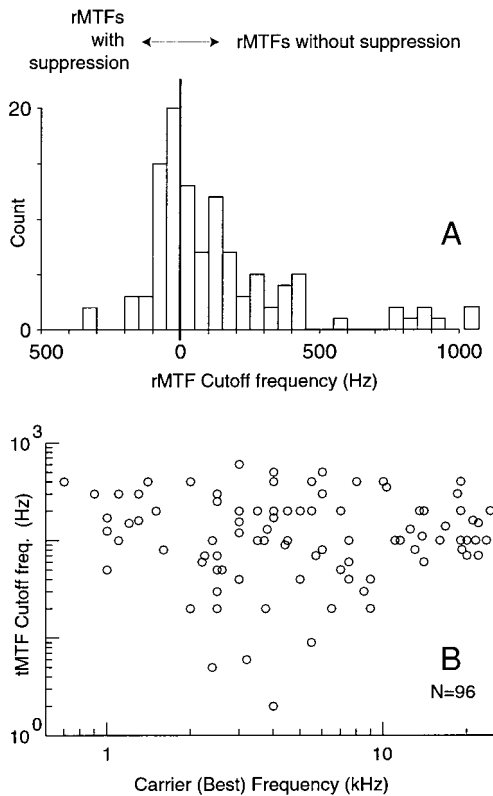 rMTFs
with
suppression
rMTFs without suppression
20
10
0
Count
A
500
0
500
1000
rMTF Cutoff frequency (Hz)
10³
10⁰
tMTF Cutoff freq. (Hz)
B
N=96
1
10
Carrier (Best) Frequency (kHz)